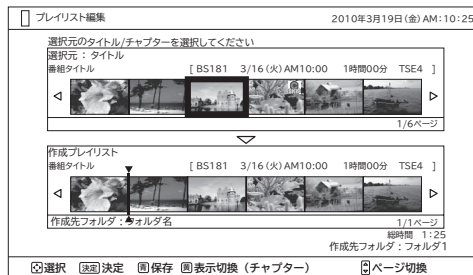 プレイリスト編集 2010年3月19日(金) AM:10:25
選択元のタイトル/チャプターを選択してください
選択元：タイトル
番組タイトル [ BS181 3/16(火)AM10:00 1時間00分 TSE4 ]
1/6ページ
作成プレイリスト
番組タイトル [ BS181 3/16(火)AM10:00 1時間00分 TSE4 ]
作成先フォルダ：フォルダ名 1/1ページ
総時間 1:25
作成先フォルダ：フォルダ1
選択 決定 決定 青 保存 黄 表示切換（チャプター） ページ切換